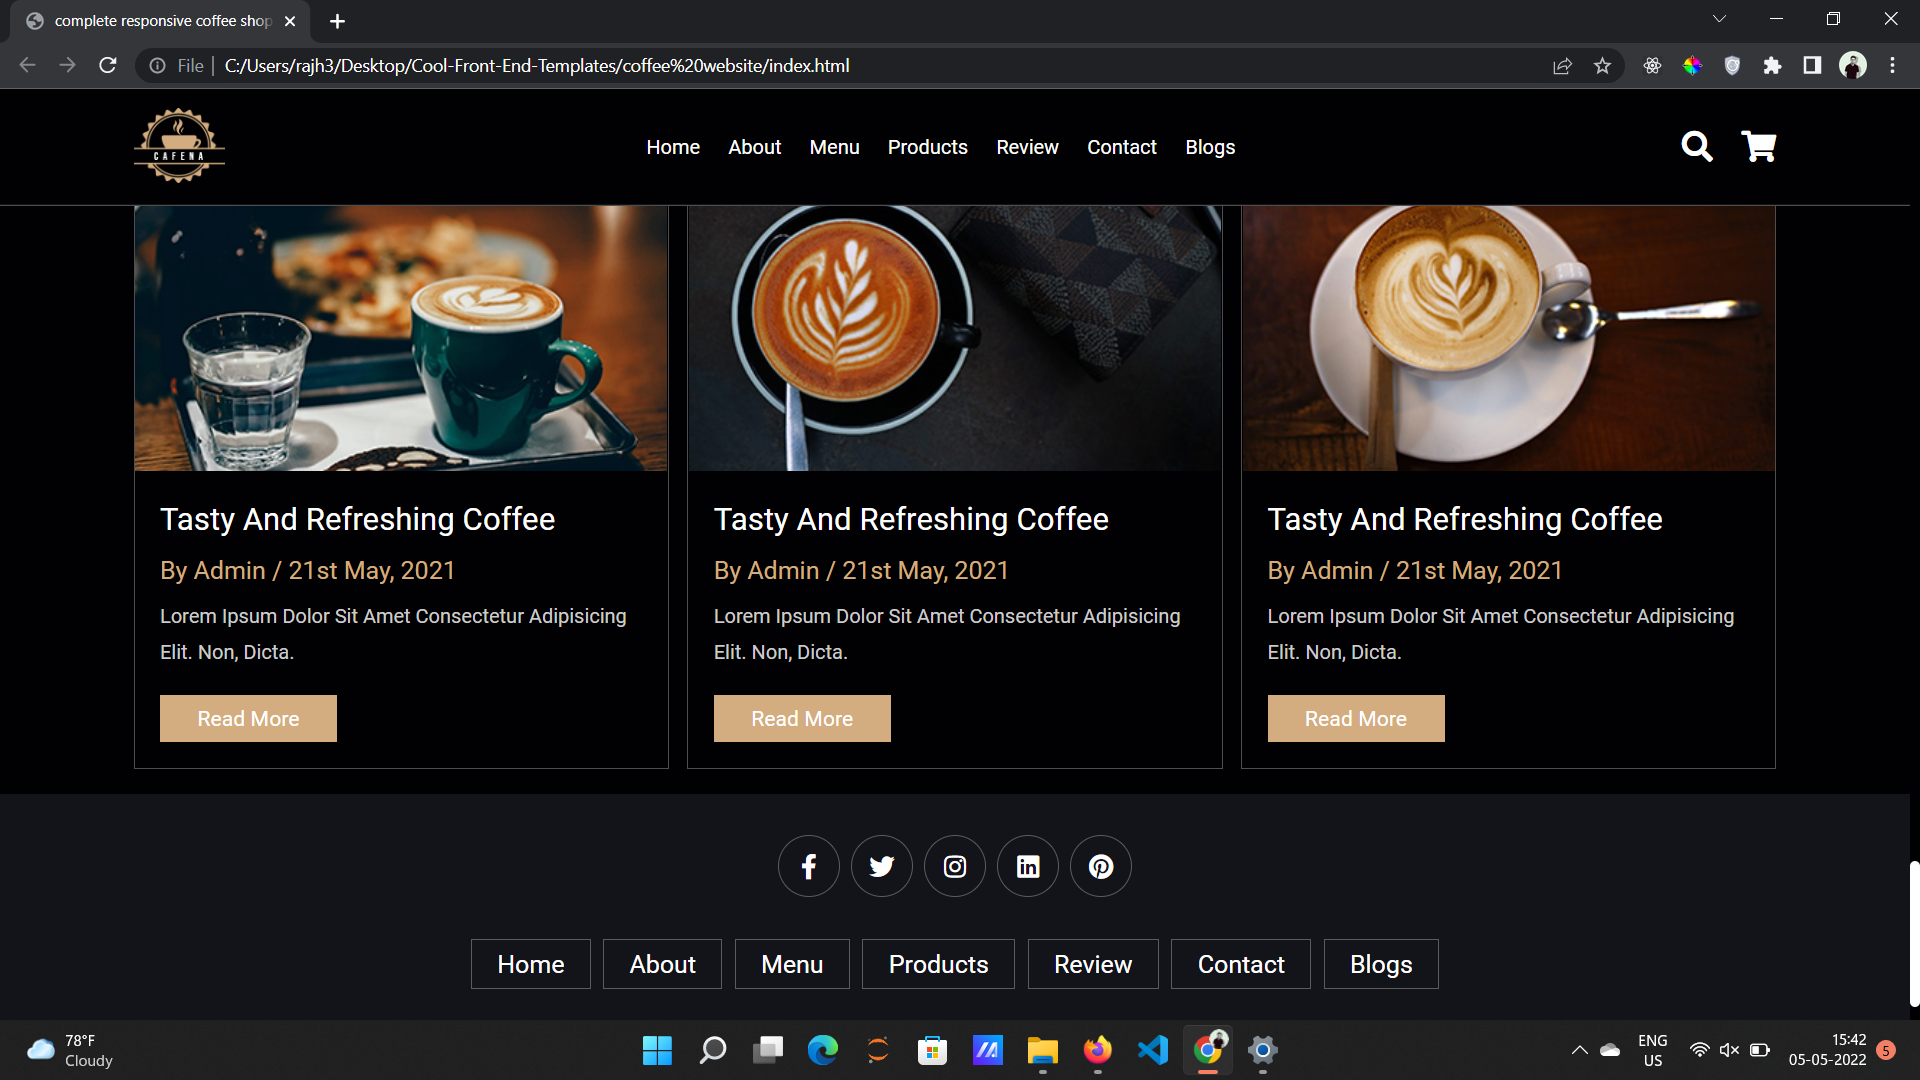 complete responsive coffee shop
File
C:/Users/rajh3/Desktop/Cool-Front-End-Templates/coffee%20website/index.html
CAFENA
Home About Menu Products Review Contact Blogs
Tasty And Refreshing Coffee
By Admin / 21st May, 2021
Lorem Ipsum Dolor Sit Amet Consectetur Adipisicing
Elit. Non, Dicta.
Read More
Tasty And Refreshing Coffee
By Admin / 21st May, 2021
Lorem Ipsum Dolor Sit Amet Consectetur Adipisicing
Elit. Non, Dicta.
Read More
Tasty And Refreshing Coffee
By Admin / 21st May, 2021
Lorem Ipsum Dolor Sit Amet Consectetur Adipisicing
Elit. Non, Dicta.
Read More
Home About Menu Products Review Contact Blogs
78°F
Cloudy
ENG
US
15:42
05-05-2022
5